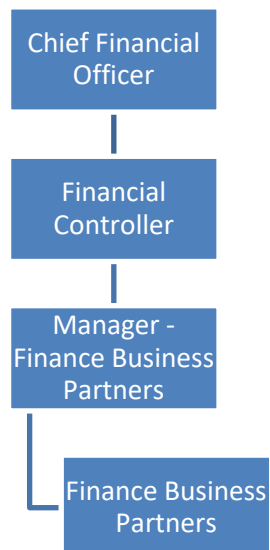 Chief Financial
Officer
Financial
Controller
Manager -
Finance Business
Partners
Finance Business
Partners